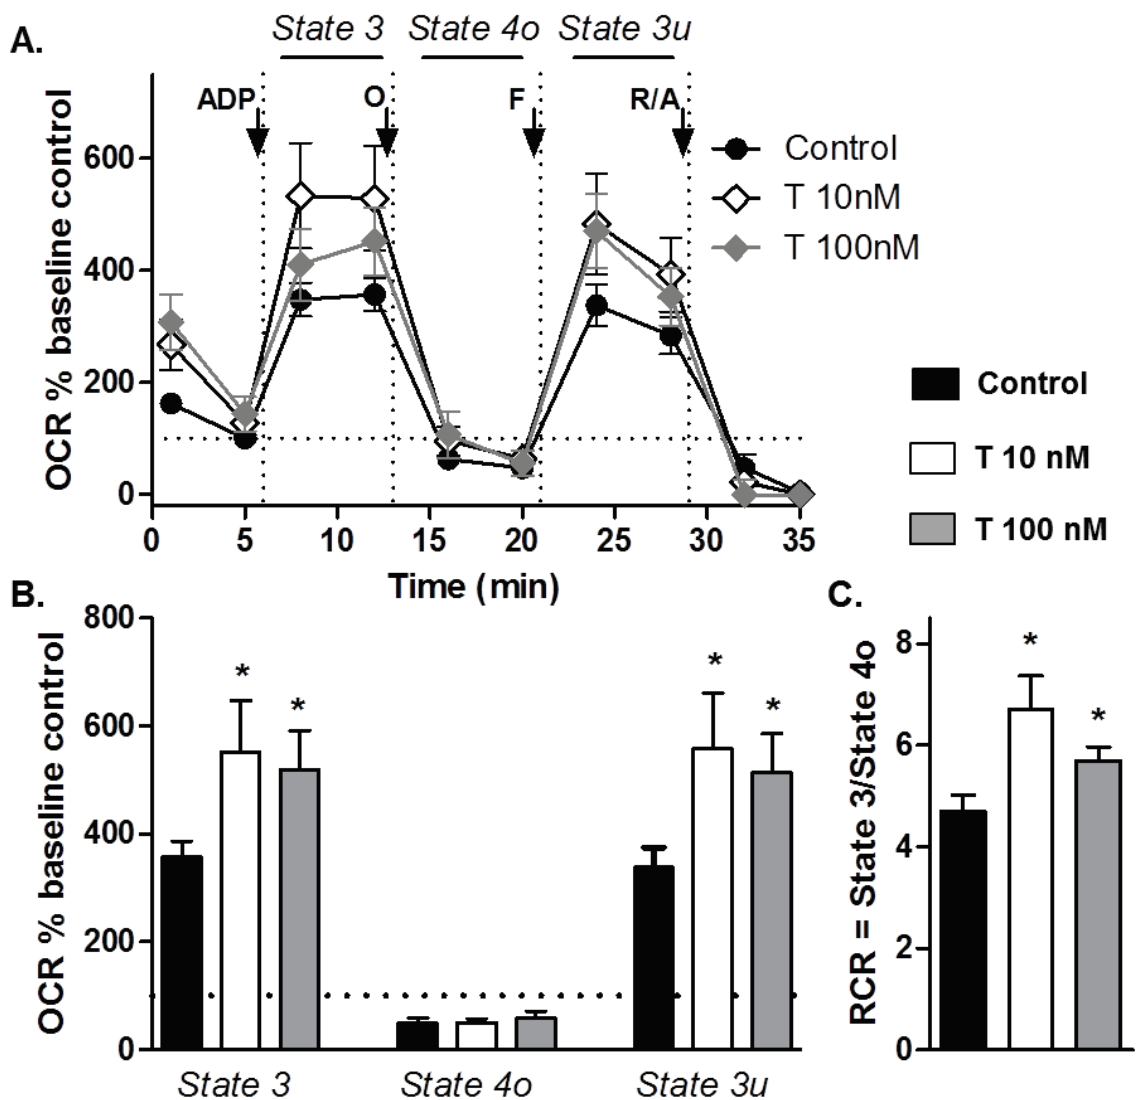 A.
State 3 State 4o State 3u
ADP O F R/A
OCR % baseline control
600
400
200
0
0 5 10 15 20 25 30 35
Time (min)
Control
T 10nM
T 100nM
Control
T 10 nM
T 100 nM
B.
OCR % baseline control
800
600
400
200
0
* * * *
State 3 State 4o State 3u
C.
RCR = State 3/State 4o
8
6
4
2
0
* *